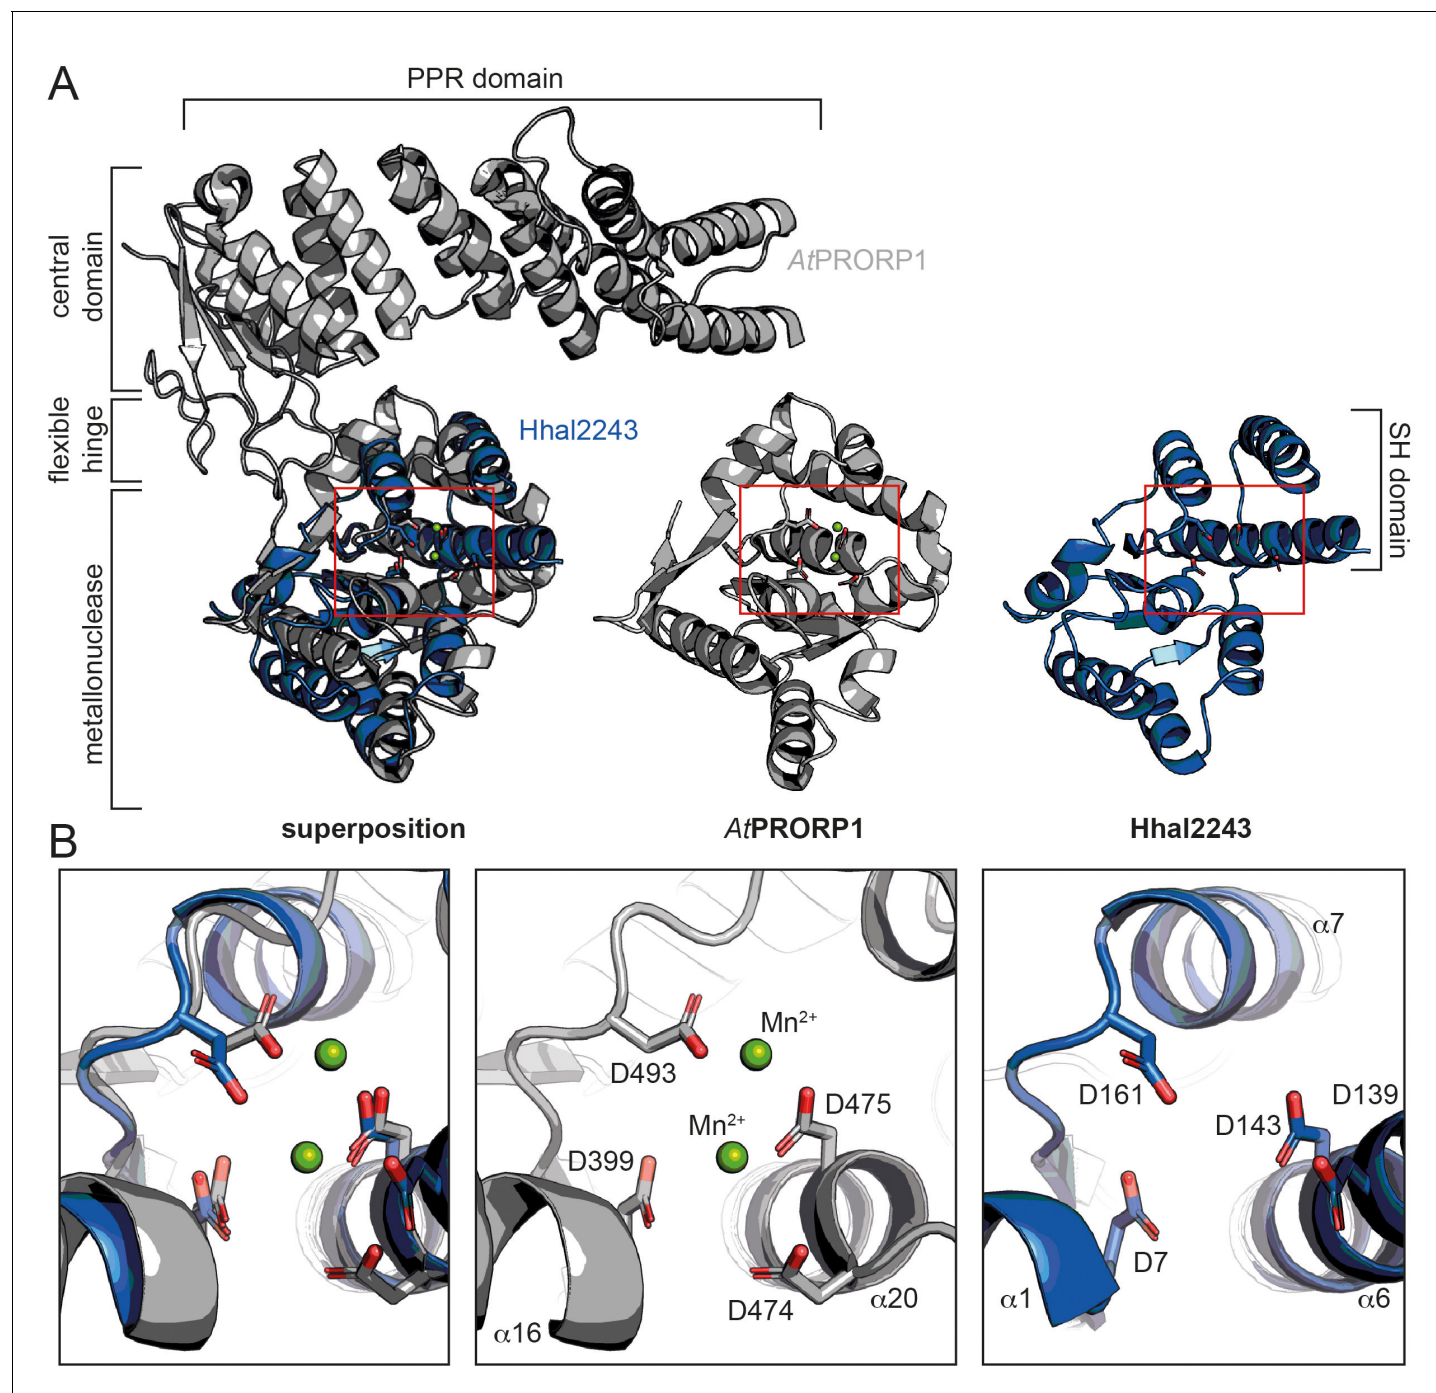 A
PPR domain
central
domain
AtPRORP1
flexible
hinge
Hhal2243
SH domain
metallonuclease
superposition
AtPRORP1
Hhal2243
B
α7
Mn²⁺
D493
D161
D475
D139
Mn²⁺
D143
D399
D7
D474
α20
α1
α6
α16